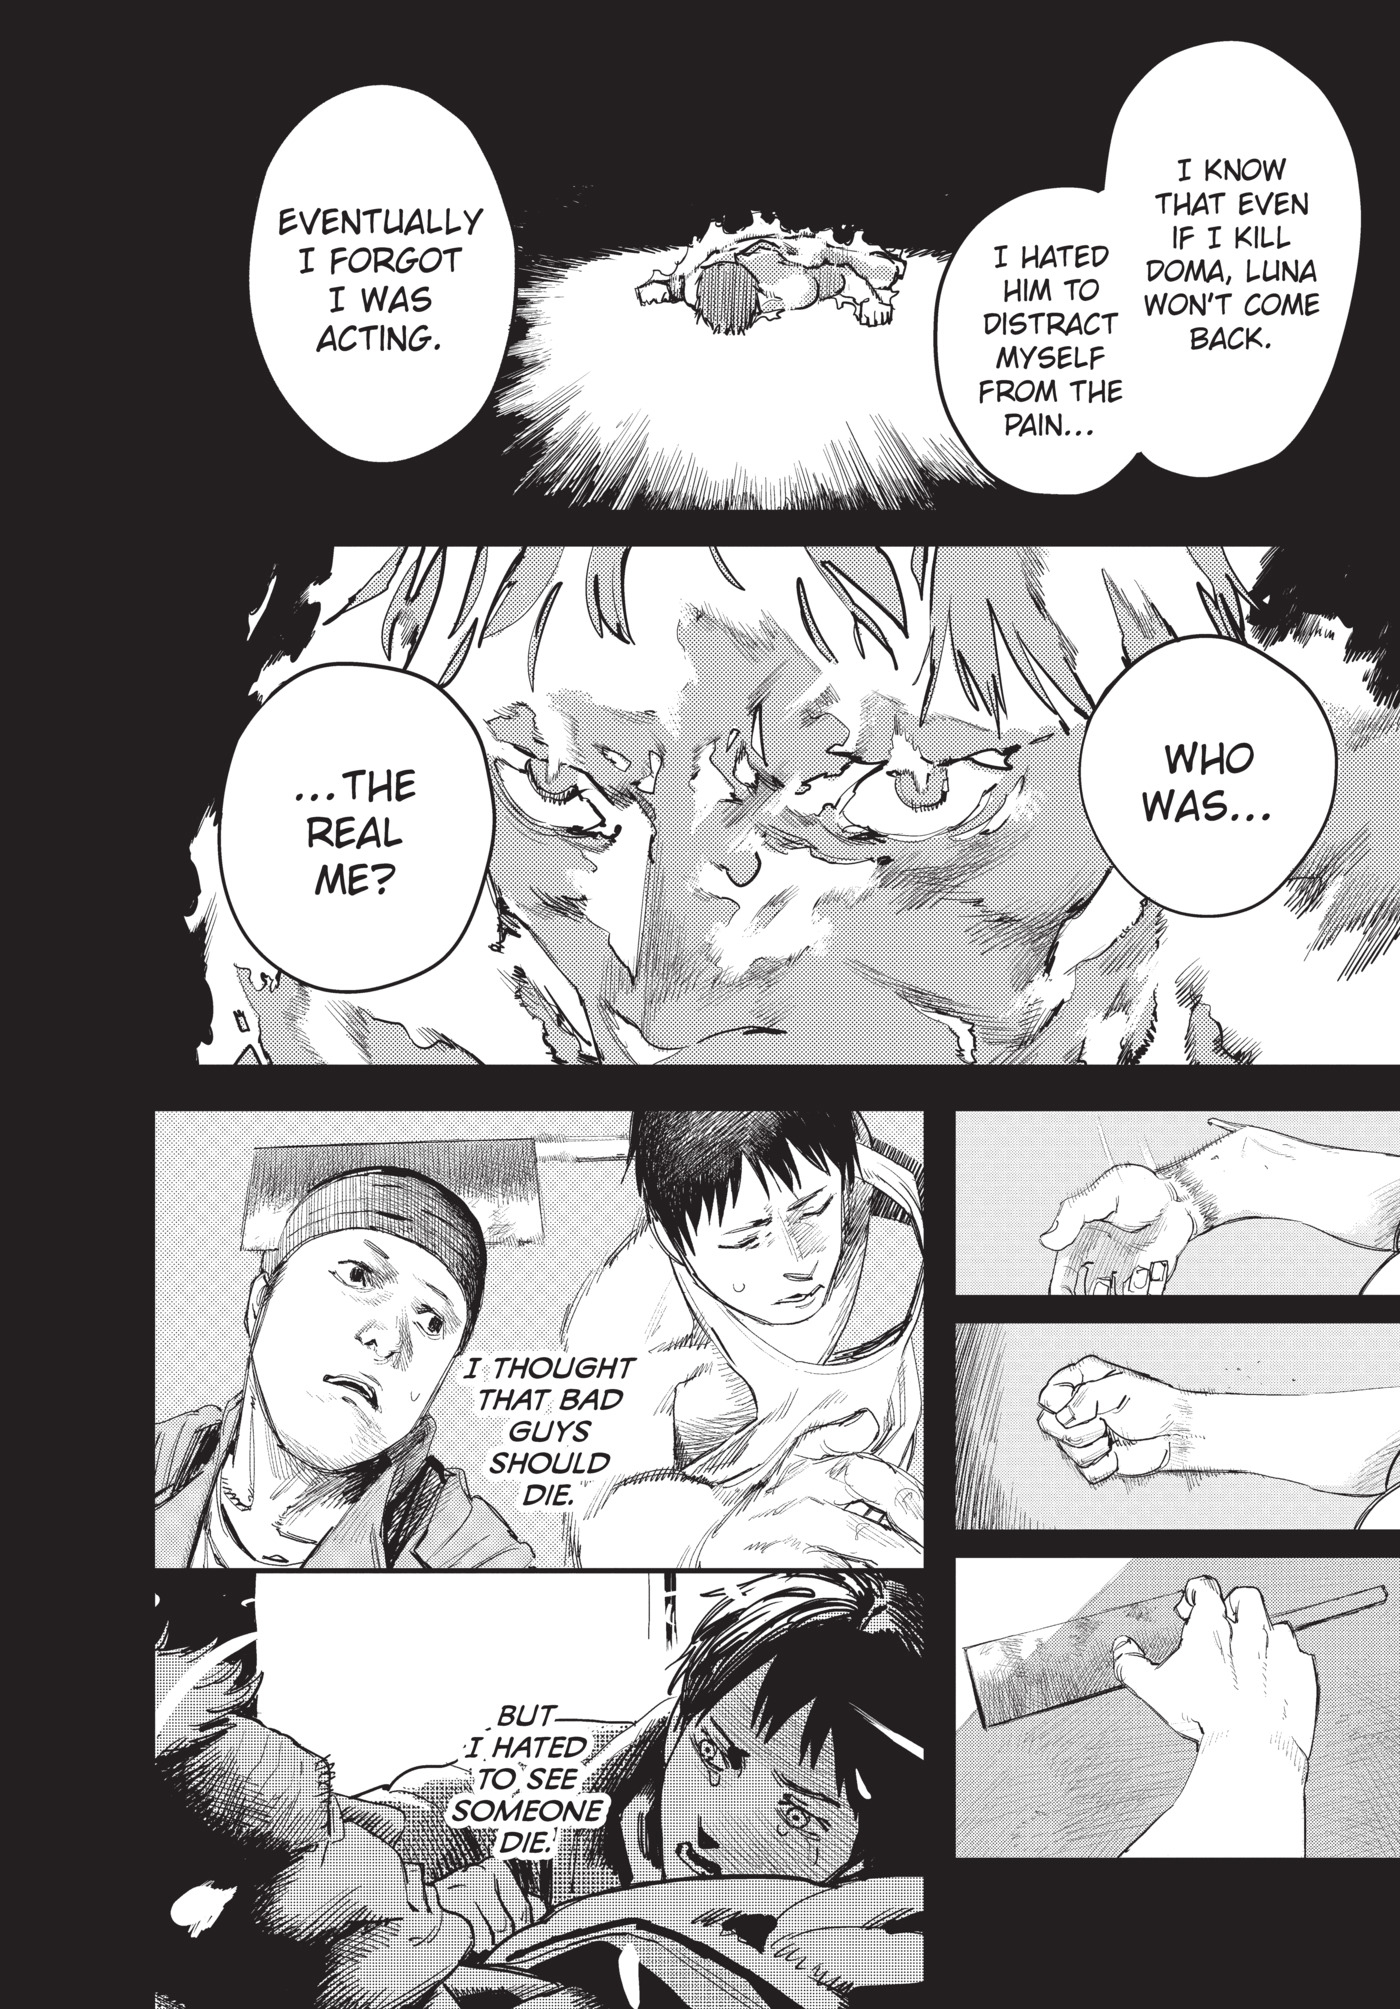 I KNOW
THAT EVEN
IF I KILL
DOMA, LUNA
WON'T COME
BACK.
I HATED
HIM TO
DISTRACT
MYSELF
FROM THE
PAIN...
EVENTUALLY
I FORGOT
I WAS
ACTING.
WHO
WAS...
...THE
REAL
ME?
I THOUGHT
THAT BAD
GUYS
SHOULD
DIE.
BUT
I HATED
TO SEE
SOMEONE
DIE.